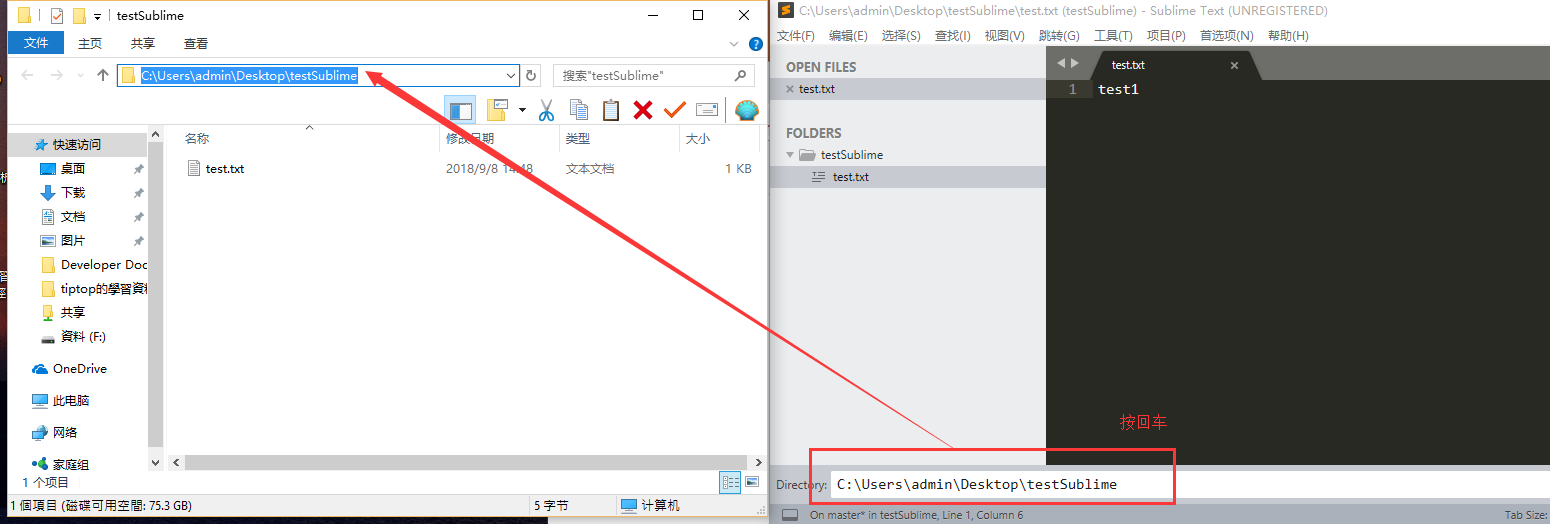 testSublime
文件 主页 共享 查看
C:\Users\admin\Desktop\testSublime
搜索"testSublime"
名称 修改日期 类型 大小
test.txt 2018/9/8 14:48 文本文档 1 KB
快速访问
桌面
下载
文档
图片
Developer Doc
tiptop的學習資料
共享
資料 (F:)
OneDrive
此电脑
网络
家庭组
1 个项目
1 個項目 (磁碟可用空間: 75.3 GB) 5 字节 计算机
C:\Users\admin\Desktop\testSublime\test.txt (testSublime) - Sublime Text (UNREGISTERED)
文件(F) 编辑(E) 选择(S) 查找(I) 视图(V) 跳转(G) 工具(T) 项目(P) 首选项(N) 帮助(H)
OPEN FILES
test.txt
FOLDERS
testSublime
test.txt
test.txt
1 test1
按回车
Directory: C:\Users\admin\Desktop\testSublime
On master* in testSublime, Line 1, Column 6 Tab Size: